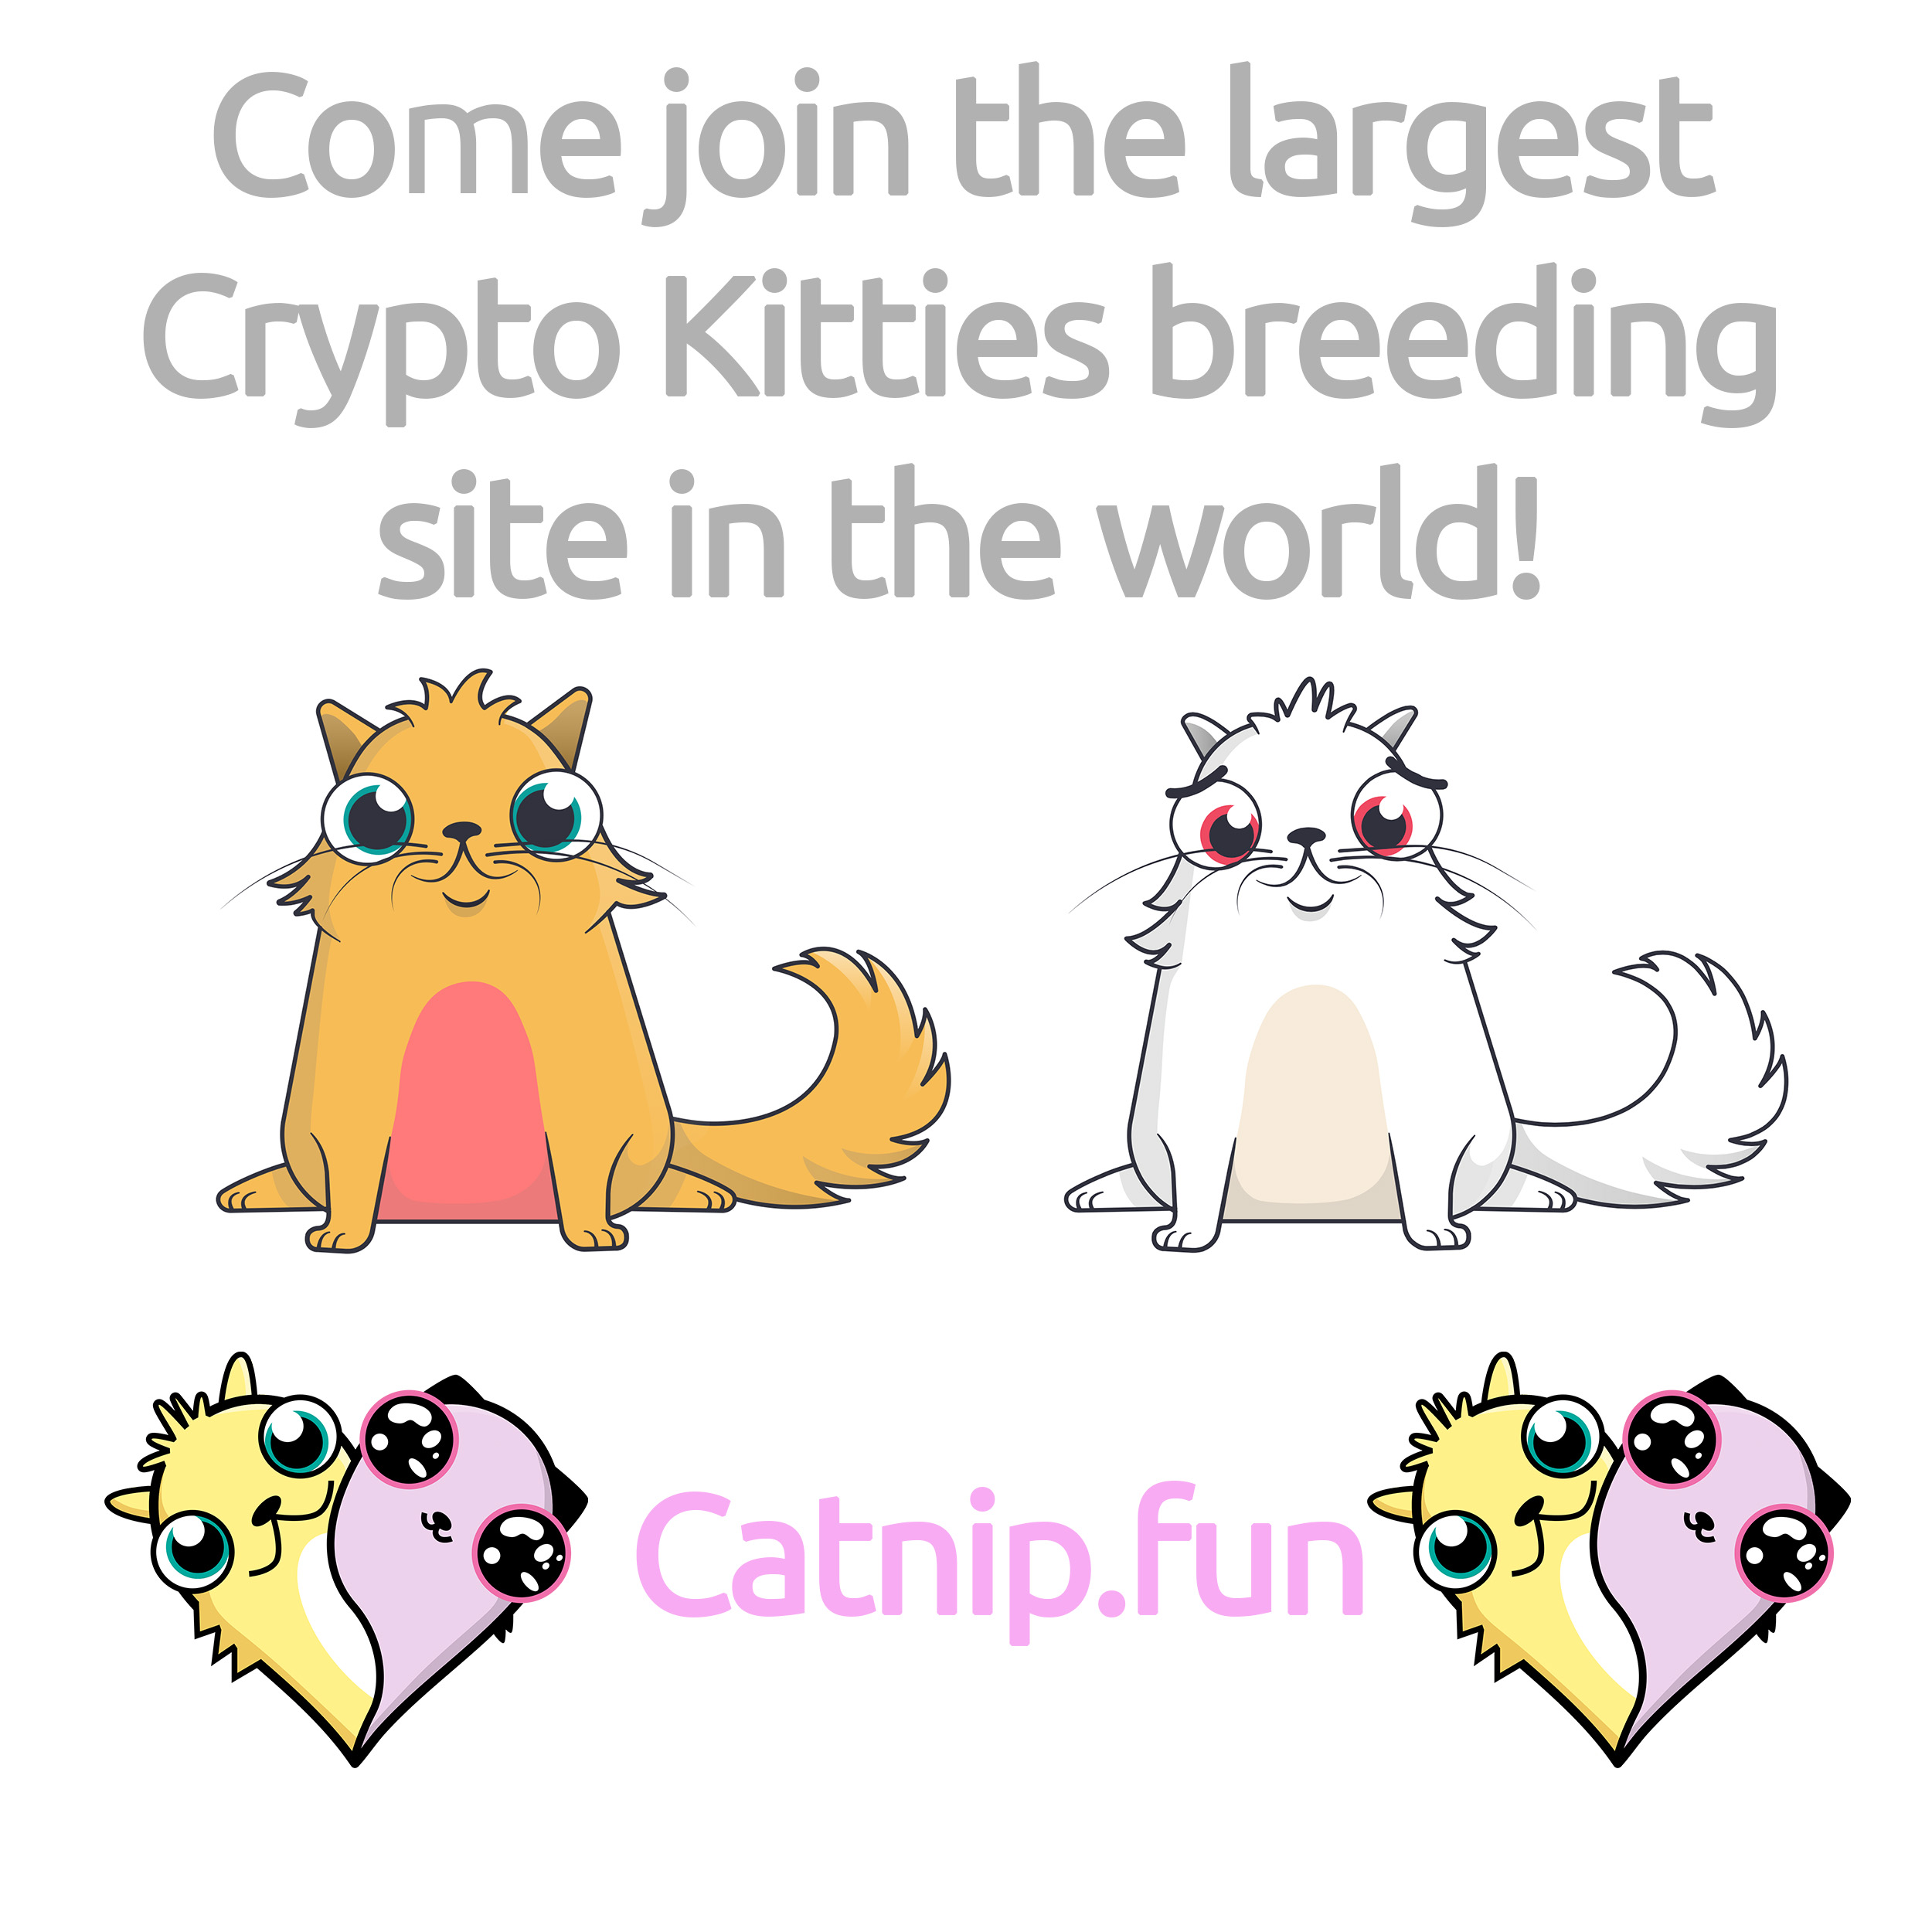 Come join the largest
Crypto Kitties breeding
site in the world!
Catnip.fun